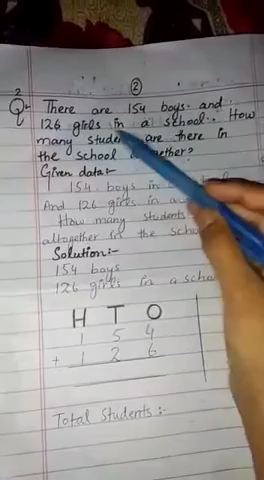 2
②
Q:- There are 154 boys and
126 girls in a school. How
many are there in
the school
Given data:-
154 boys in
And 126 girls in a
How many students
altogether in the
Solution:-
154 boys
126 girls in a
H T O
1 5 4
+ 1 2 6
Total Students:-